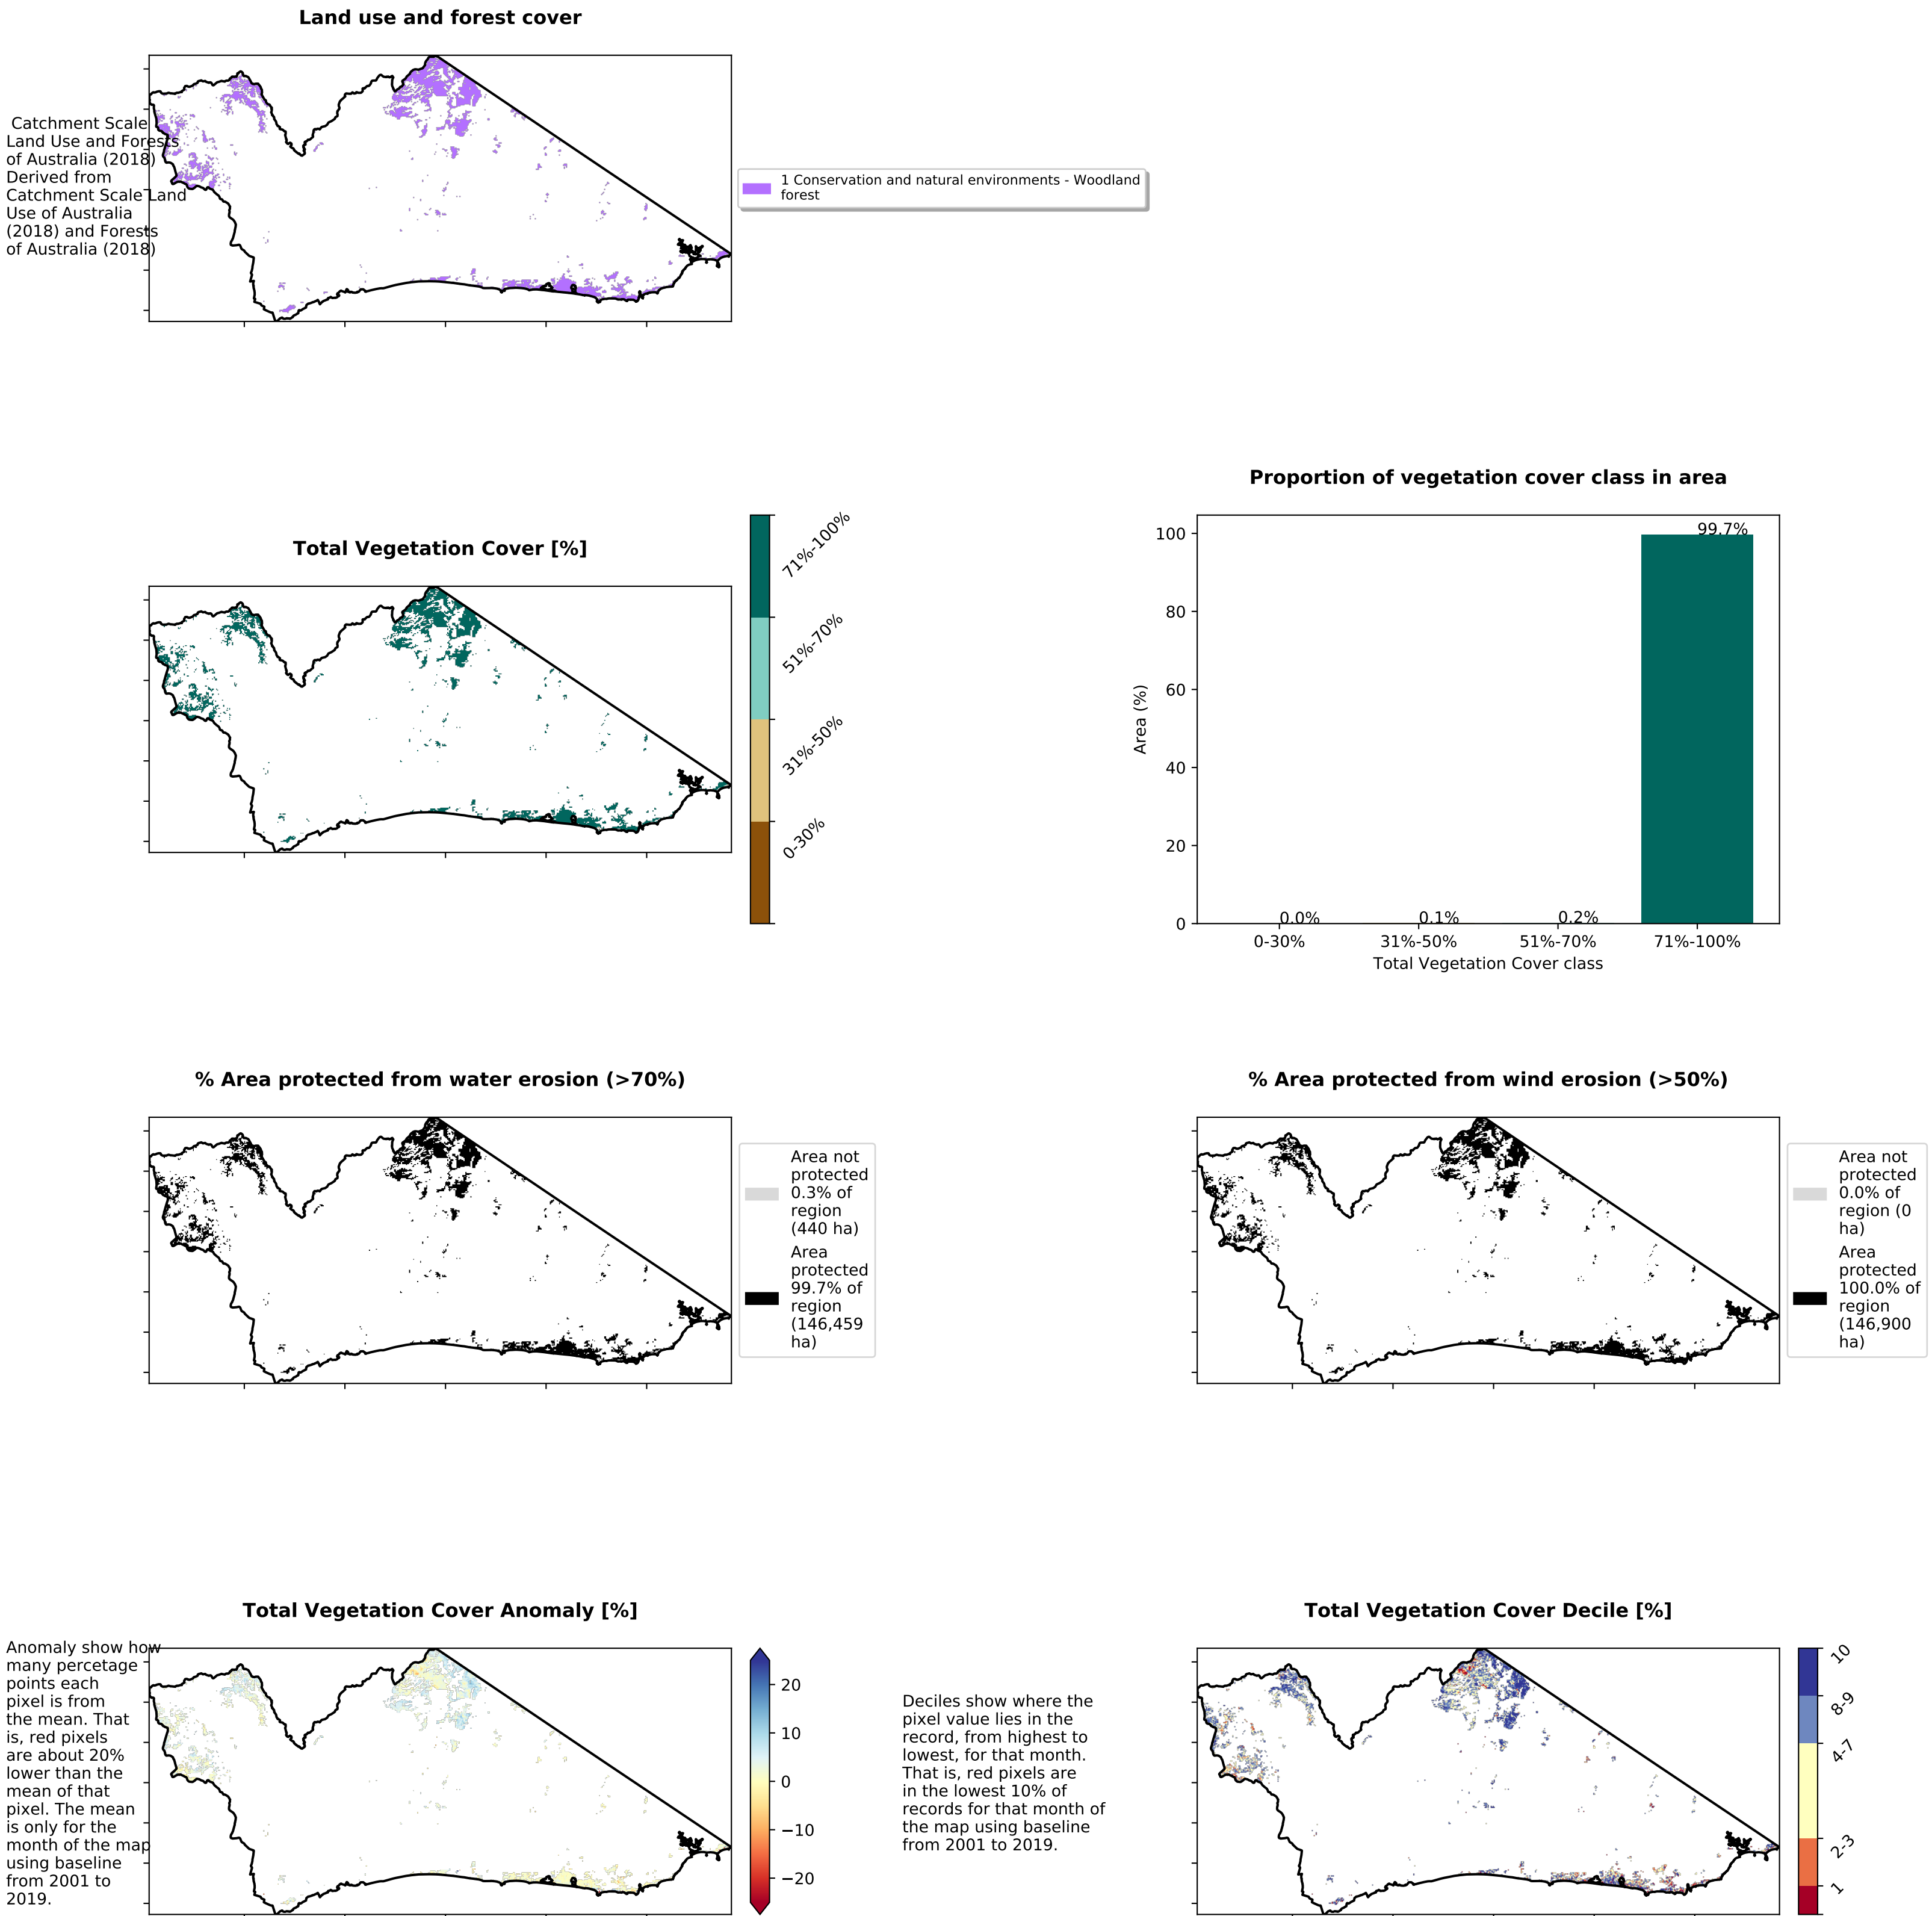 Land use and forest cover
Catchment Scale
Land Use and Forests
of Australia (2018)
Derived from
Catchment Scale Land
Use of Australia
(2018) and Forests
of Australia (2018)
1 Conservation and natural environments - Woodland
forest
Total Vegetation Cover [%]
71%-100%
51%-70%
31%-50%
0-30%
Proportion of vegetation cover class in area
Area (%)
100
80
60
40
20
0
0.0%
0.1%
0.2%
99.7%
0-30%
31%-50%
51%-70%
71%-100%
Total Vegetation Cover class
% Area protected from water erosion (>70%)
Area not
protected
0.3% of
region
(440 ha)
Area
protected
99.7% of
region
(146,459
ha)
% Area protected from wind erosion (>50%)
Area not
protected
0.0% of
region (0
ha)
Area
protected
100.0% of
region
(146,900
ha)
Total Vegetation Cover Anomaly [%]
Anomaly show how
many percetage
points each
pixel is from
the mean. That
is, red pixels
are about 20%
lower than the
mean of that
pixel. The mean
is only for the
month of the map
using baseline
from 2001 to
2019.
20
10
0
−10
−20
Total Vegetation Cover Decile [%]
Deciles show where the
pixel value lies in the
record, from highest to
lowest, for that month.
That is, red pixels are
in the lowest 10% of
records for that month of
the map using baseline
from 2001 to 2019.
10
8-9
4-7
2-3
1